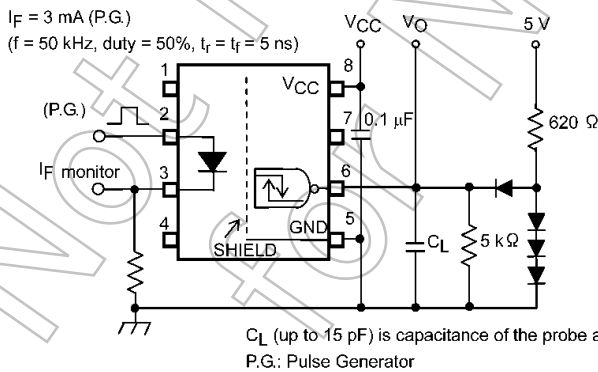 IF = 3 mA (P.G.)
(f = 50 kHz, duty = 50%, tr = tf = 5 ns)
VCC
VO
5 V
1
8
VCC
(P.G.)
2
7
0.1 μF
620 Ω
IF monitor
3
6
4
5
GND
SHIELD
CL
5 kΩ
CL (up to 15 pF) is capacitance of the probe a
P.G.: Pulse Generator
Not
for